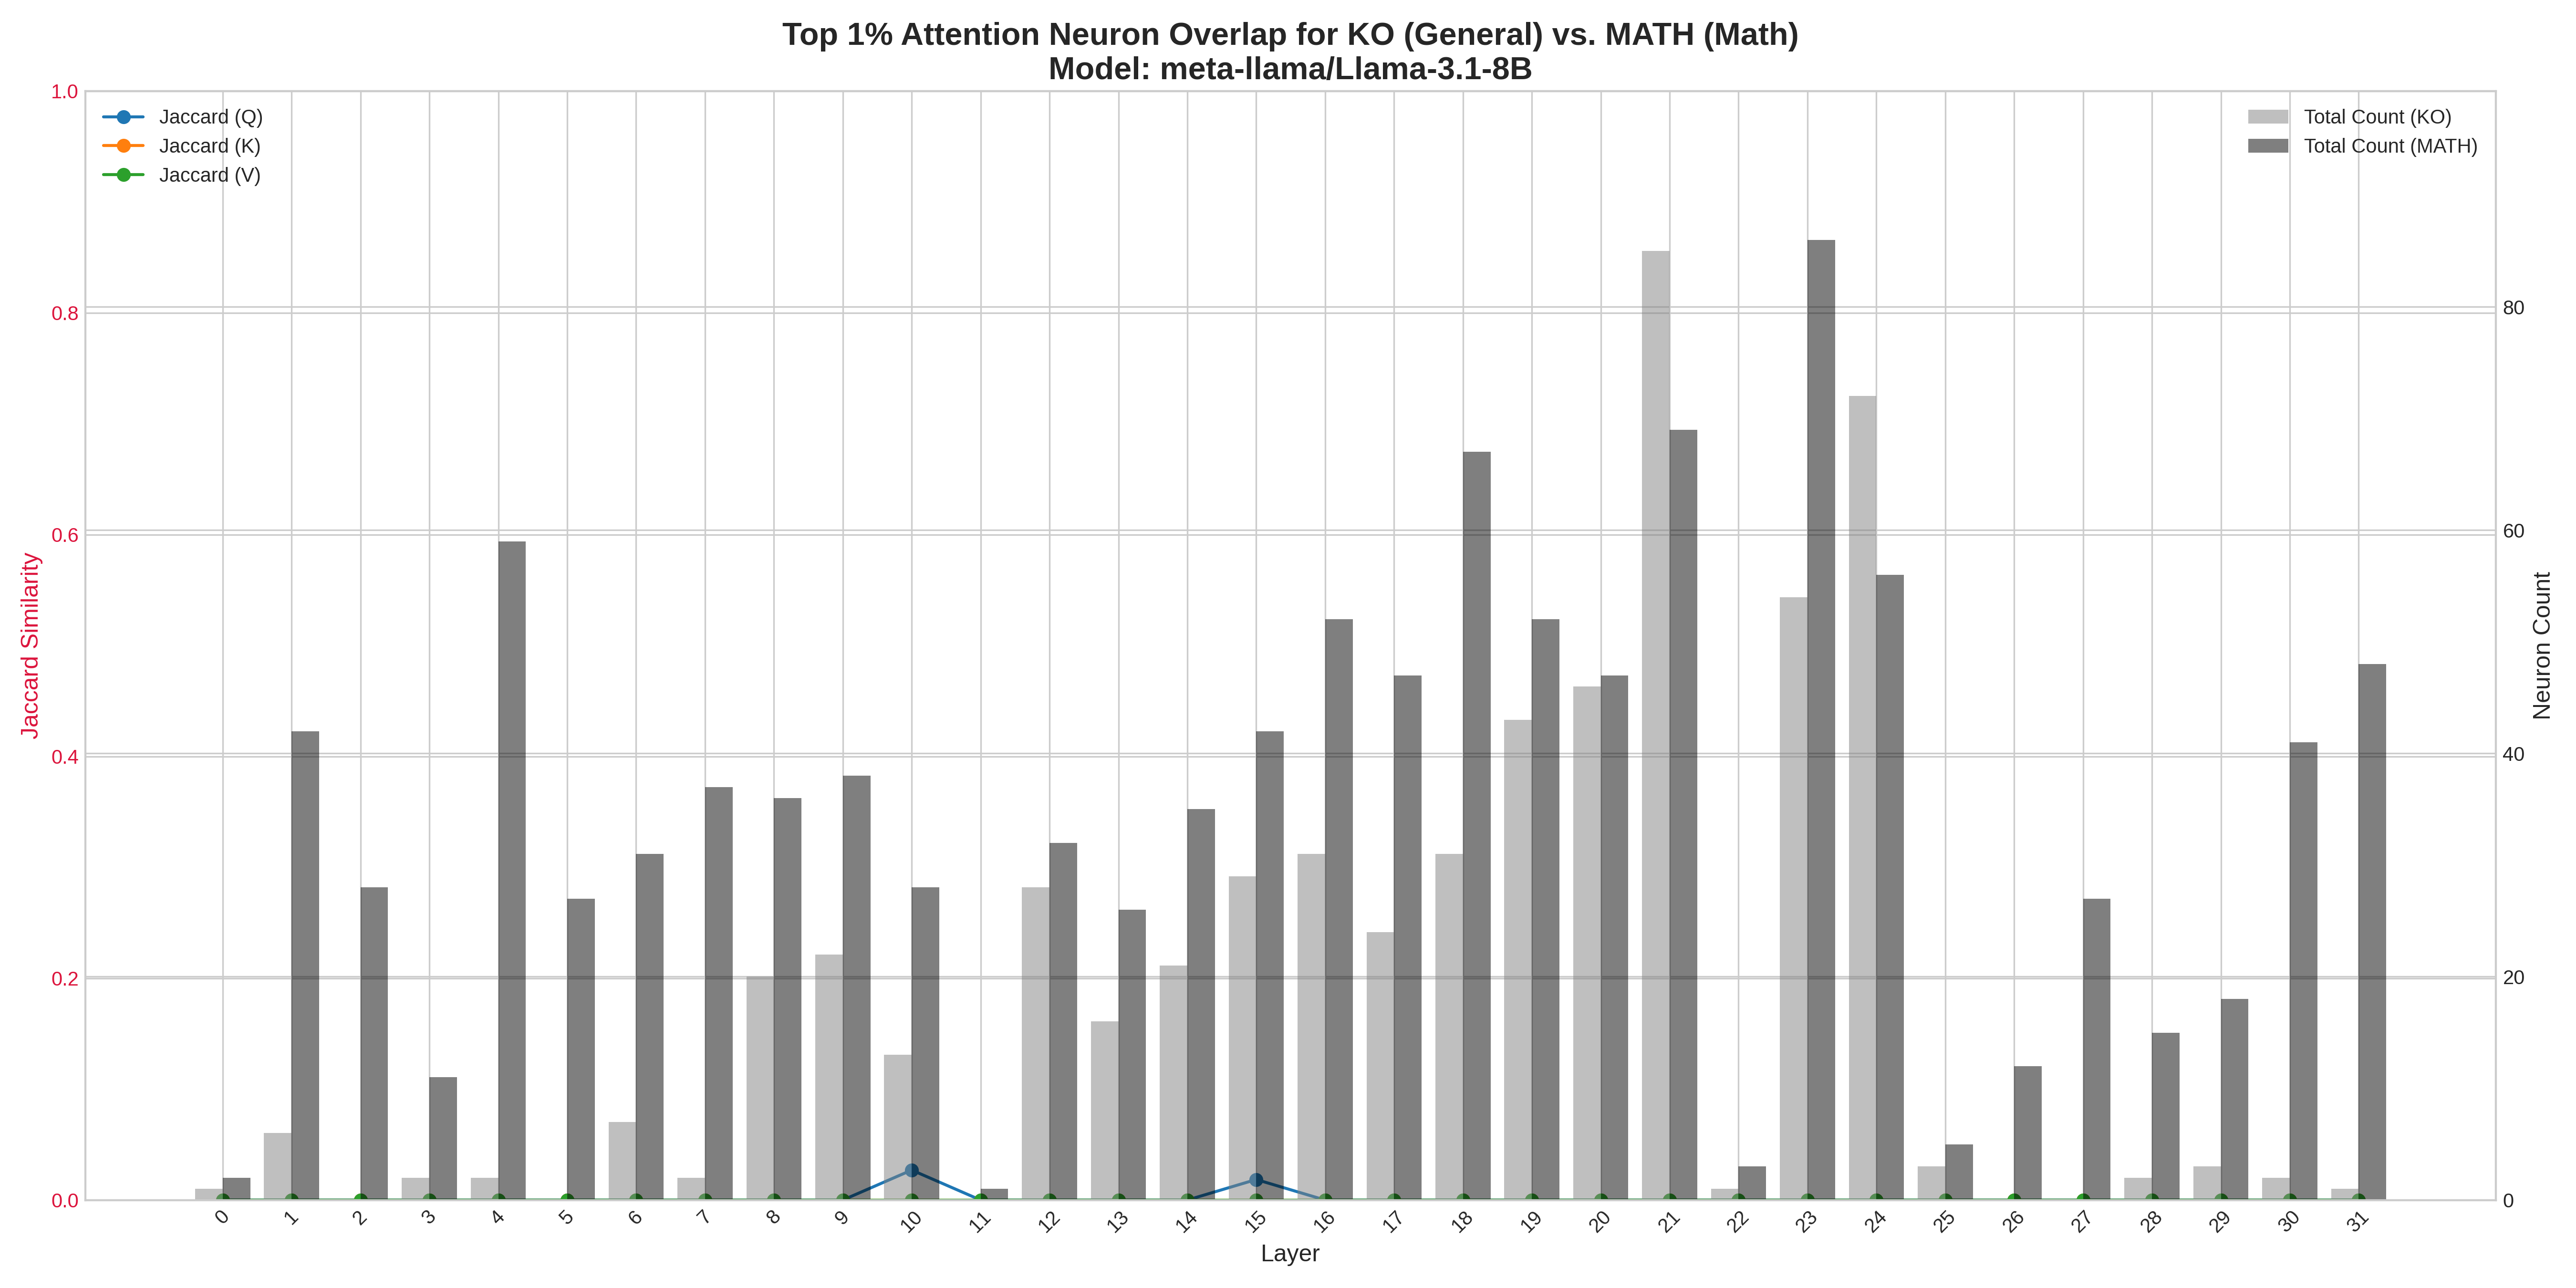 Top 1% Attention Neuron Overlap for KO (General) vs. MATH (Math)
Model: meta-llama/Llama-3.1-8B
Jaccard (Q)
Jaccard (K)
Jaccard (V)
Total Count (KO)
Total Count (MATH)
Jaccard Similarity
1.0
0.8
0.6
0.4
0.2
0.0
Neuron Count
80
60
40
20
0
0 1 2 3 4 5 6 7 8 9 10 11 12 13 14 15 16 17 18 19 20 21 22 23 24 25 26 27 28 29 30 31
Layer